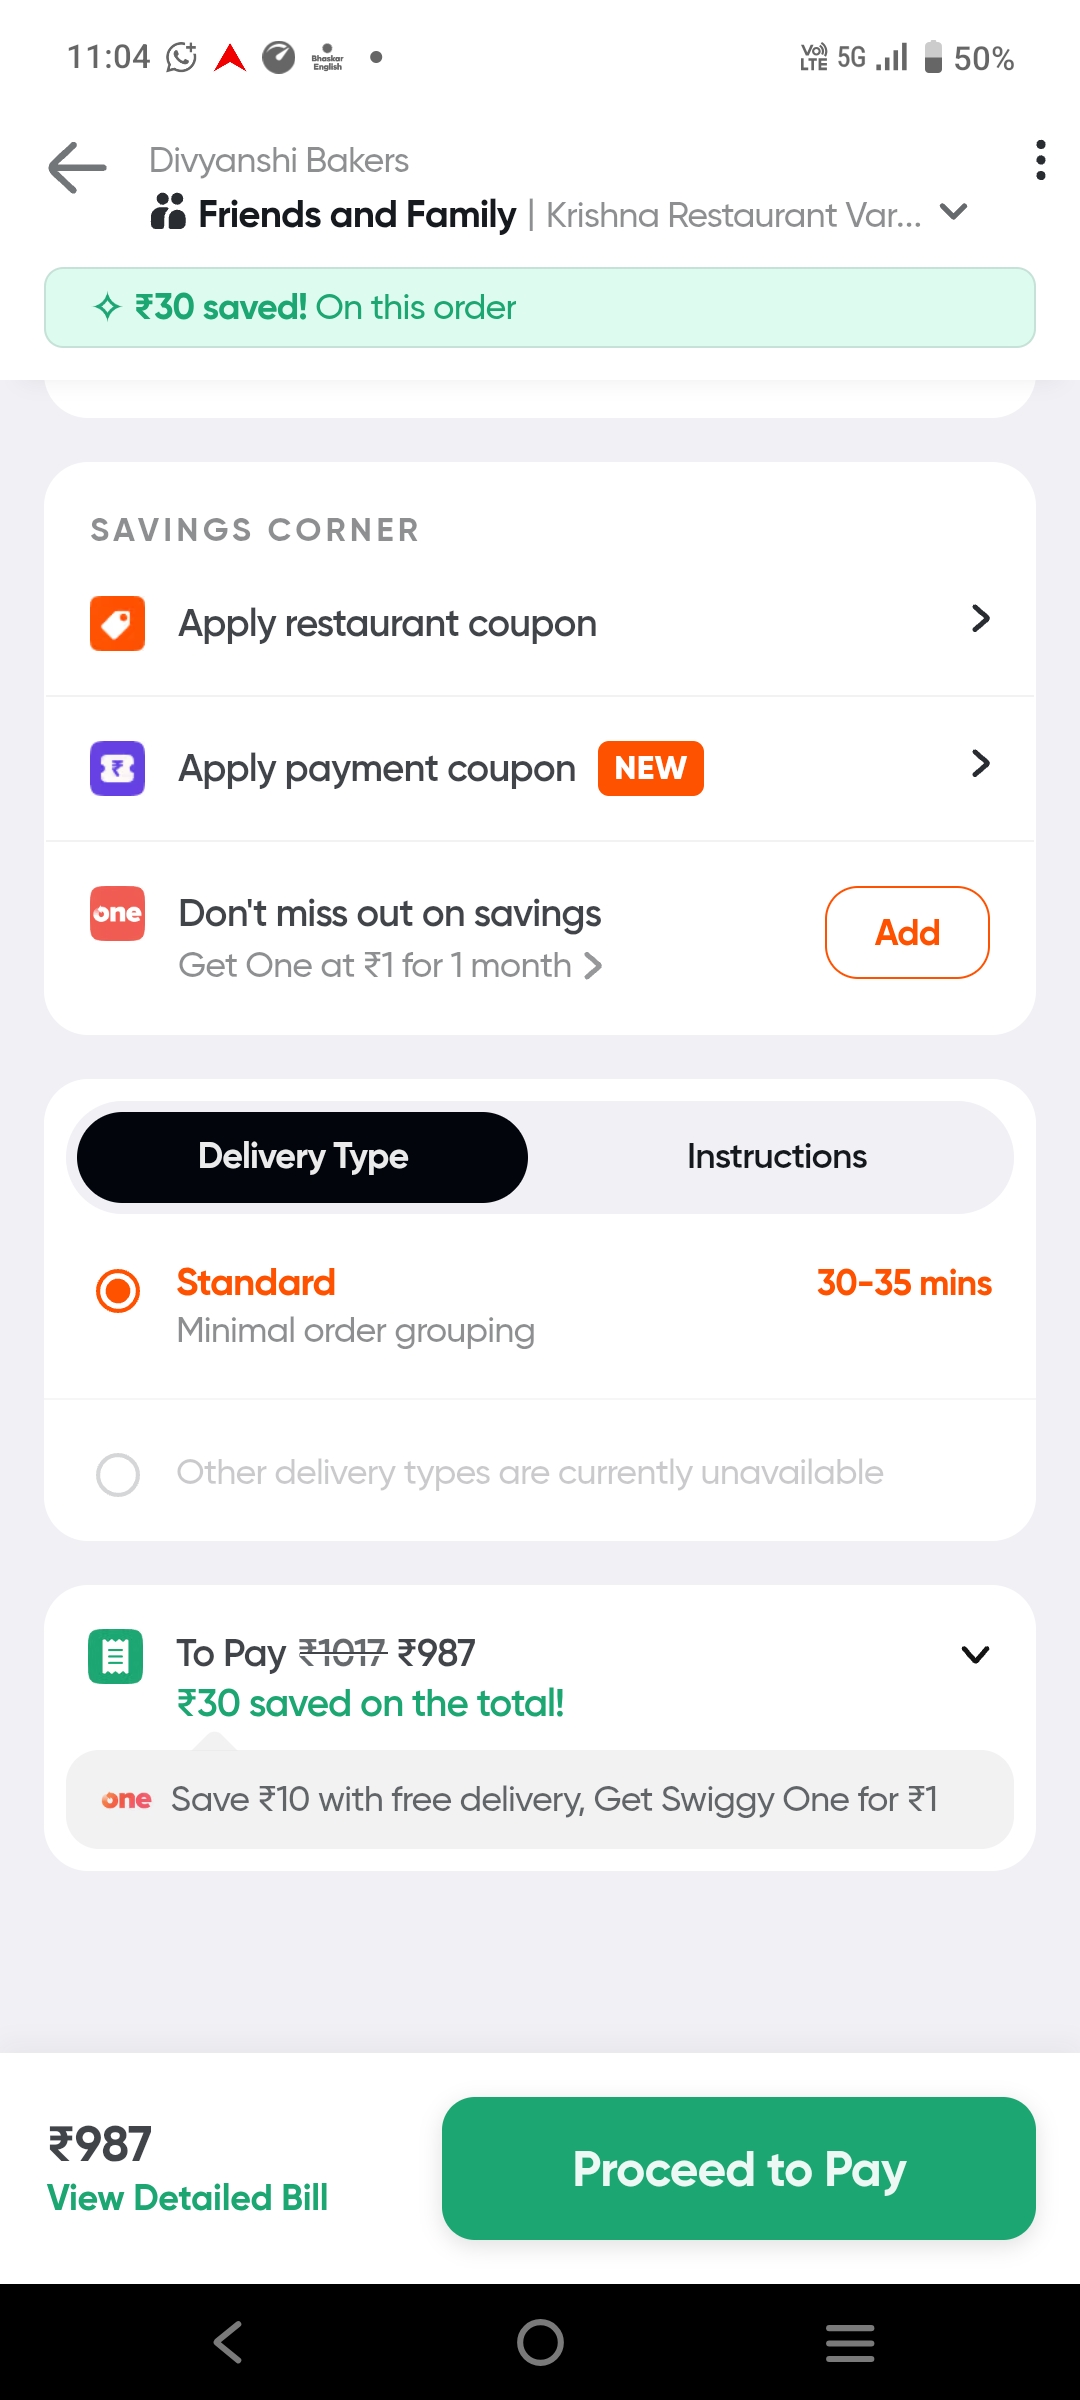 11:04 Bhaskar English Vo)) LTE 5G 50%
Divyanshi Bakers
Friends and Family | Krishna Restaurant Var...
₹30 saved! On this order
SAVINGS CORNER
Apply restaurant coupon
Apply payment coupon NEW
one Don't miss out on savings
Get One at ₹1 for 1 month
Add
Delivery Type Instructions
Standard 30-35 mins
Minimal order grouping
Other delivery types are currently unavailable
To Pay ₹1017 ₹987
₹30 saved on the total!
one Save ₹10 with free delivery, Get Swiggy One for ₹1
₹987
View Detailed Bill
Proceed to Pay